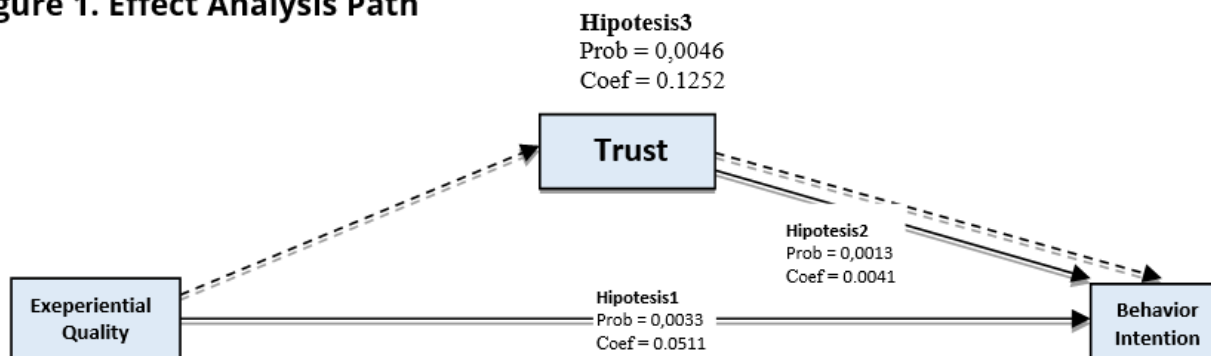 gure 1. Effect Analysis Path
Hipotesis3
Prob = 0,0046
Coef = 0.1252
Trust
Hipotesis2
Prob = 0,0013
Coef = 0.0041
Exeperiential
Quality
Hipotesis1
Prob = 0,0033
Coef = 0.0511
Behavior
Intention